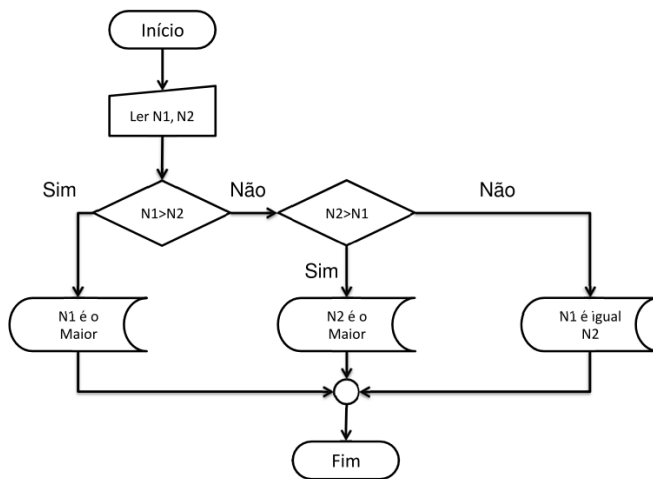 Início
Ler N1, N2
Sim
Não
Não
N1>N2
N2>N1
Sim
N1 é o
Maior
N2 é o
Maior
N1 é igual
N2
Fim